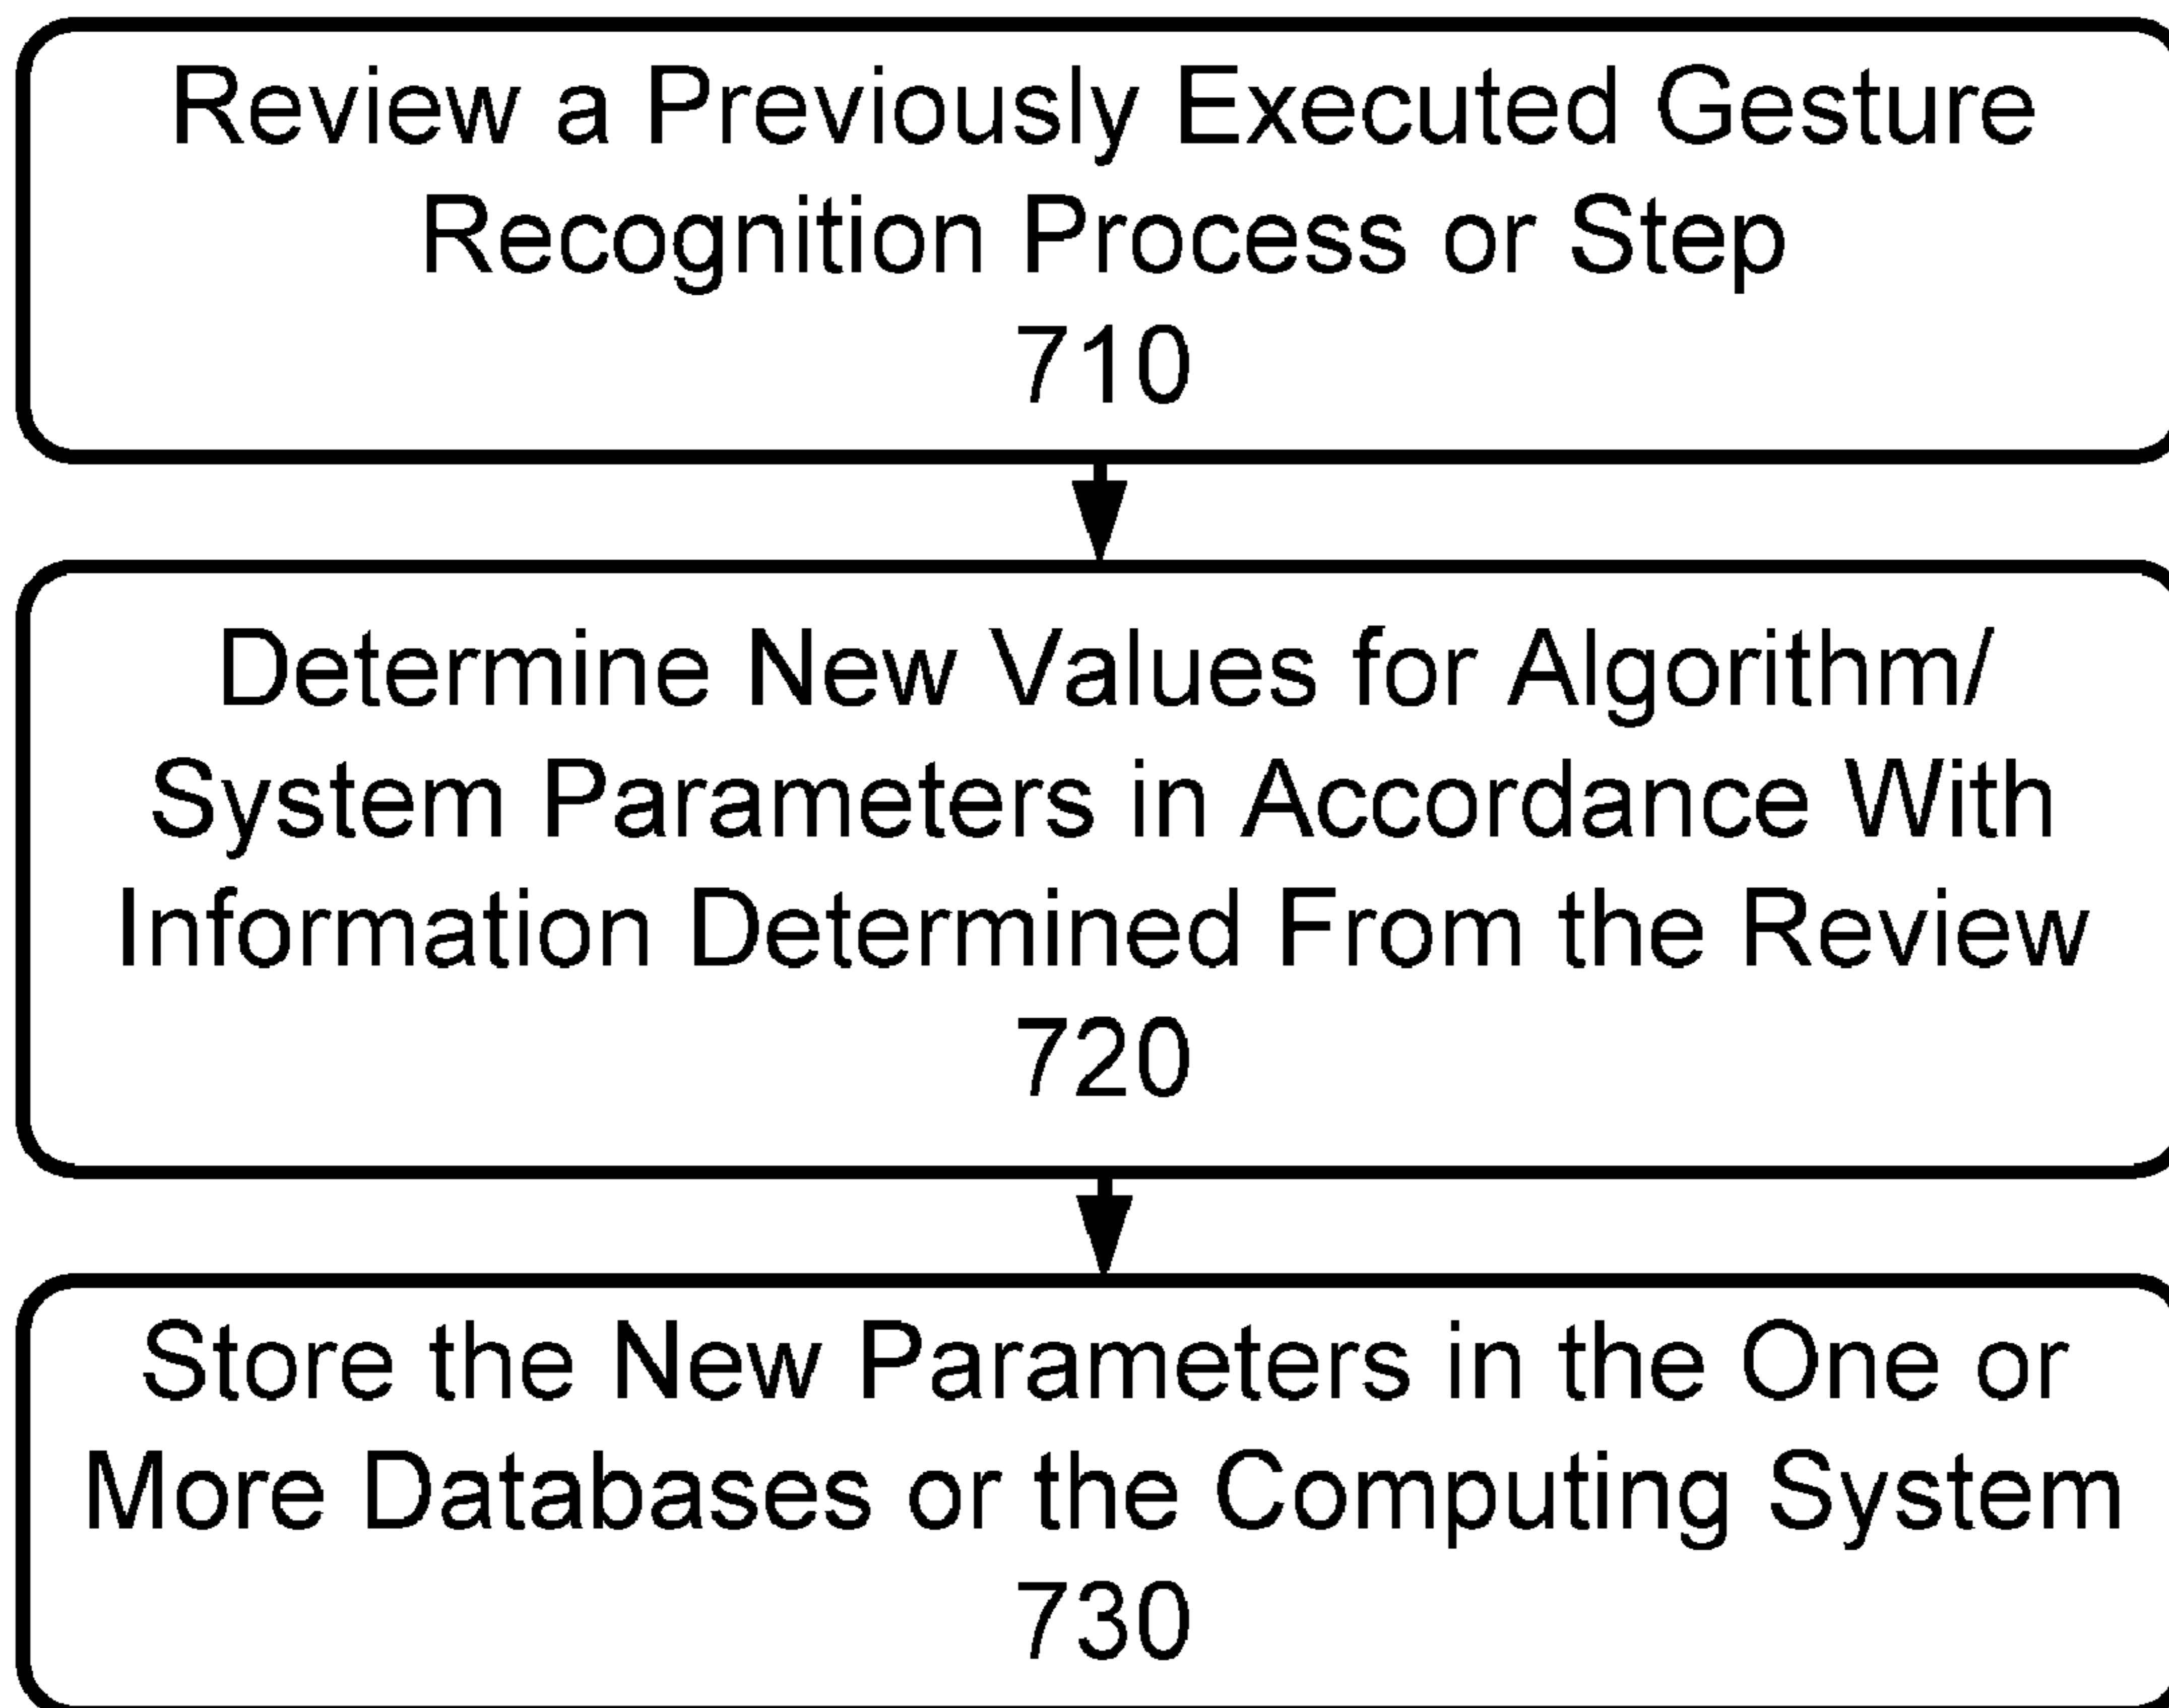 Review a Previously Executed Gesture
Recognition Process or Step
710
Determine New Values for Algorithm/
System Parameters in Accordance With
Information Determined From the Review
720
Store the New Parameters in the One or
More Databases or the Computing System
730